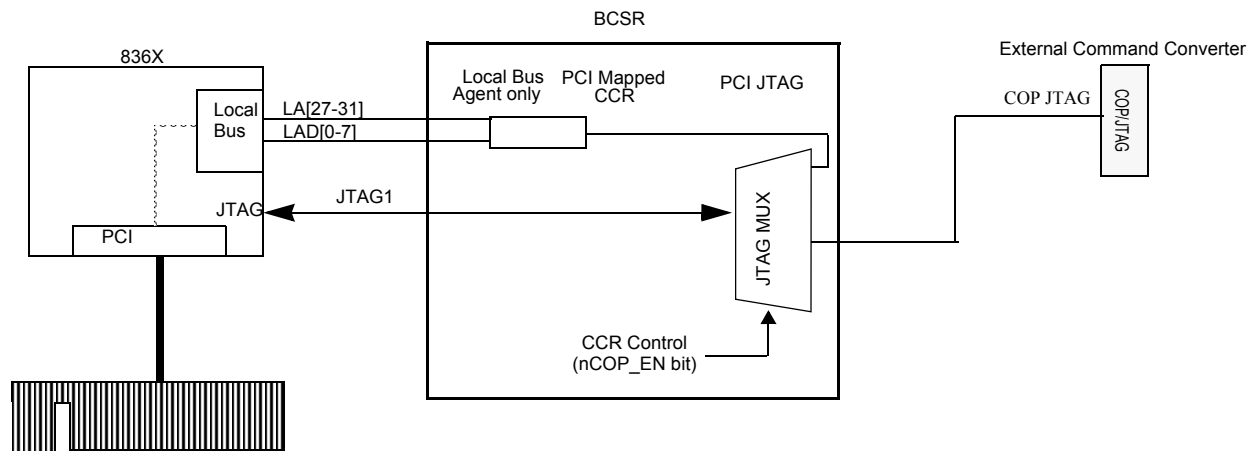 BCSR
836X
External Command Converter
Local Bus
Agent only
PCI Mapped
CCR
PCI JTAG
Local
Bus
LA[27-31]
LAD[0-7]
COP JTAG
COP/JTAG
JTAG
JTAG1
PCI
JTAG MUX
CCR Control
(nCOP_EN bit)